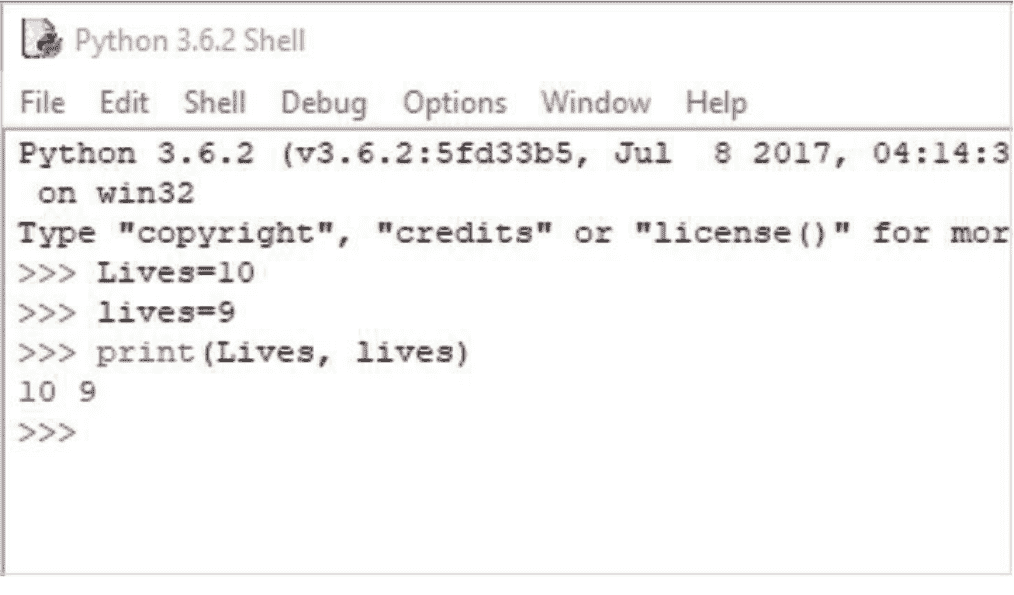 Python 3.6.2 Shell
File Edit Shell Debug Options Window Help
Python 3.6.2 (v3.6.2:5fd33b5, Jul  8 2017, 04:14:3
on win32
Type "copyright", "credits" or "license()" for mor
>>> Lives=10
>>> lives=9
>>> print(Lives, lives)
10 9
>>>